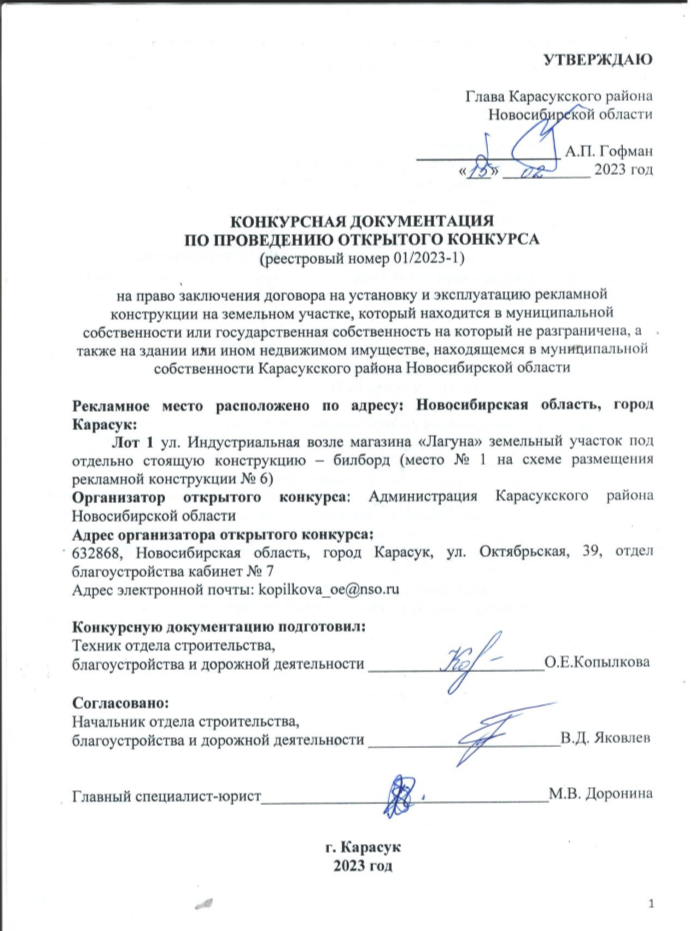 УТВЕРЖДАЮ
Глава Карасукского района
Новосибирской области
____________________ А.П. Гофман
«15» 02 2023 год
КОНКУРСНАЯ ДОКУМЕНТАЦИЯ
ПО ПРОВЕДЕНИЮ ОТКРЫТОГО КОНКУРСА
(реестровый номер 01/2023-1)
на право заключения договора на установку и эксплуатацию рекламной
конструкции на земельном участке, который находится в муниципальной
собственности или государственная собственность на который не разграничена, а
также на здании или ином недвижимом имуществе, находящемся в муниципальной
собственности Карасукского района Новосибирской области
Рекламное место расположено по адресу: Новосибирская область, город
Карасук:
Лот 1 ул. Индустриальная возле магазина «Лагуна» земельный участок под
отдельно стоящую конструкцию – билборд (место № 1 на схеме размещения
рекламной конструкции № 6)
Организатор открытого конкурса: Администрация Карасукского района
Новосибирской области
Адрес организатора открытого конкурса:
632868, Новосибирская область, город Карасук, ул. Октябрьская, 39, отдел
благоустройства кабинет № 7
Адрес электронной почты: kopilkova_oe@nso.ru
Конкурсную документацию подготовил:
Техник отдела строительства,
благоустройства и дорожной деятельности ______________________О.Е.Копылкова
Согласовано:
Начальник отдела строительства,
благоустройства и дорожной деятельности ________________________В.Д. Яковлев
Главный специалист-юрист____________________________________М.В. Доронина
г. Карасук
2023 год
1